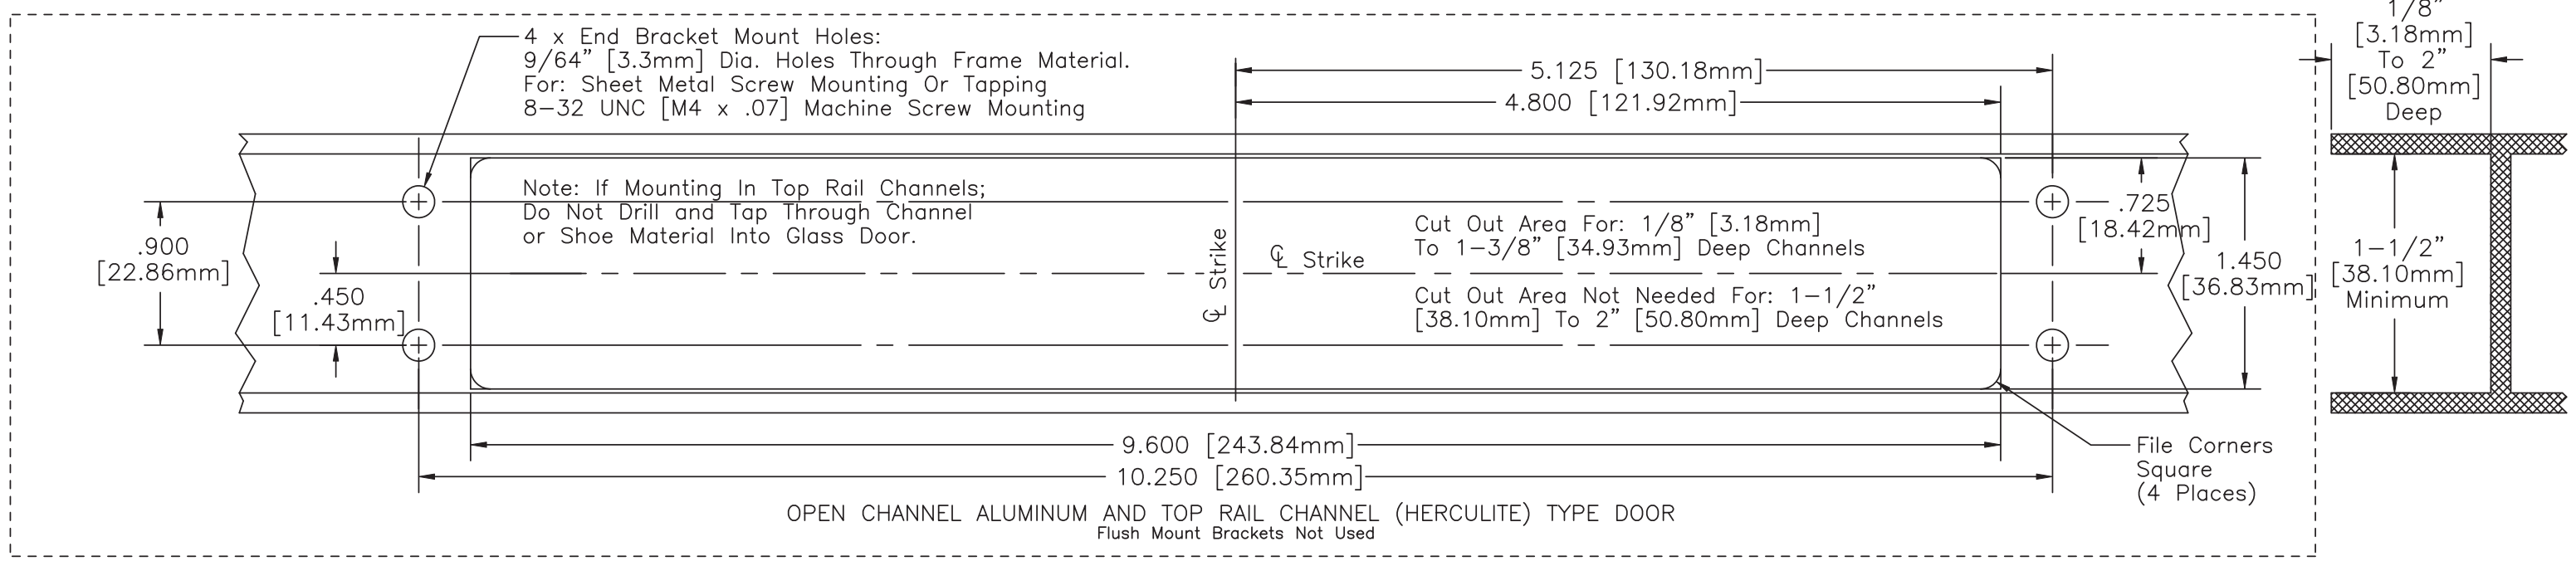 4 x End Bracket Mount Holes:
9/64” [3.3mm] Dia. Holes Through Frame Material.
For: Sheet Metal Screw Mounting Or Tapping
8–32 UNC [M4 x .07] Machine Screw Mounting
5.125 [130.18mm]
4.800 [121.92mm]
1/8”
[3.18mm]
To 2”
[50.80mm]
Deep
Note: If Mounting In Top Rail Channels;
Do Not Drill and Tap Through Channel
or Shoe Material Into Glass Door.
.900
[22.86mm]
.450
[11.43mm]
℄ Strike
℄ Strike
Cut Out Area For: 1/8” [3.18mm]
To 1–3/8” [34.93mm] Deep Channels
Cut Out Area Not Needed For: 1–1/2”
[38.10mm] To 2” [50.80mm] Deep Channels
.725
[18.42mm]
1.450
[36.83mm]
1–1/2”
[38.10mm]
Minimum
9.600 [243.84mm]
10.250 [260.35mm]
File Corners
Square
(4 Places)
OPEN CHANNEL ALUMINUM AND TOP RAIL CHANNEL (HERCULITE) TYPE DOOR
Flush Mount Brackets Not Used